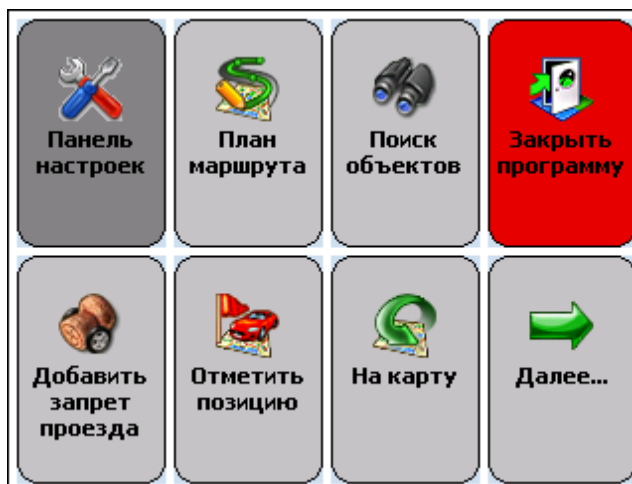 Панель
настроек
План
маршрута
Поиск
объектов
Закрыть
программу
Добавить
запрет
проезда
Отметить
позицию
На карту
Далее...